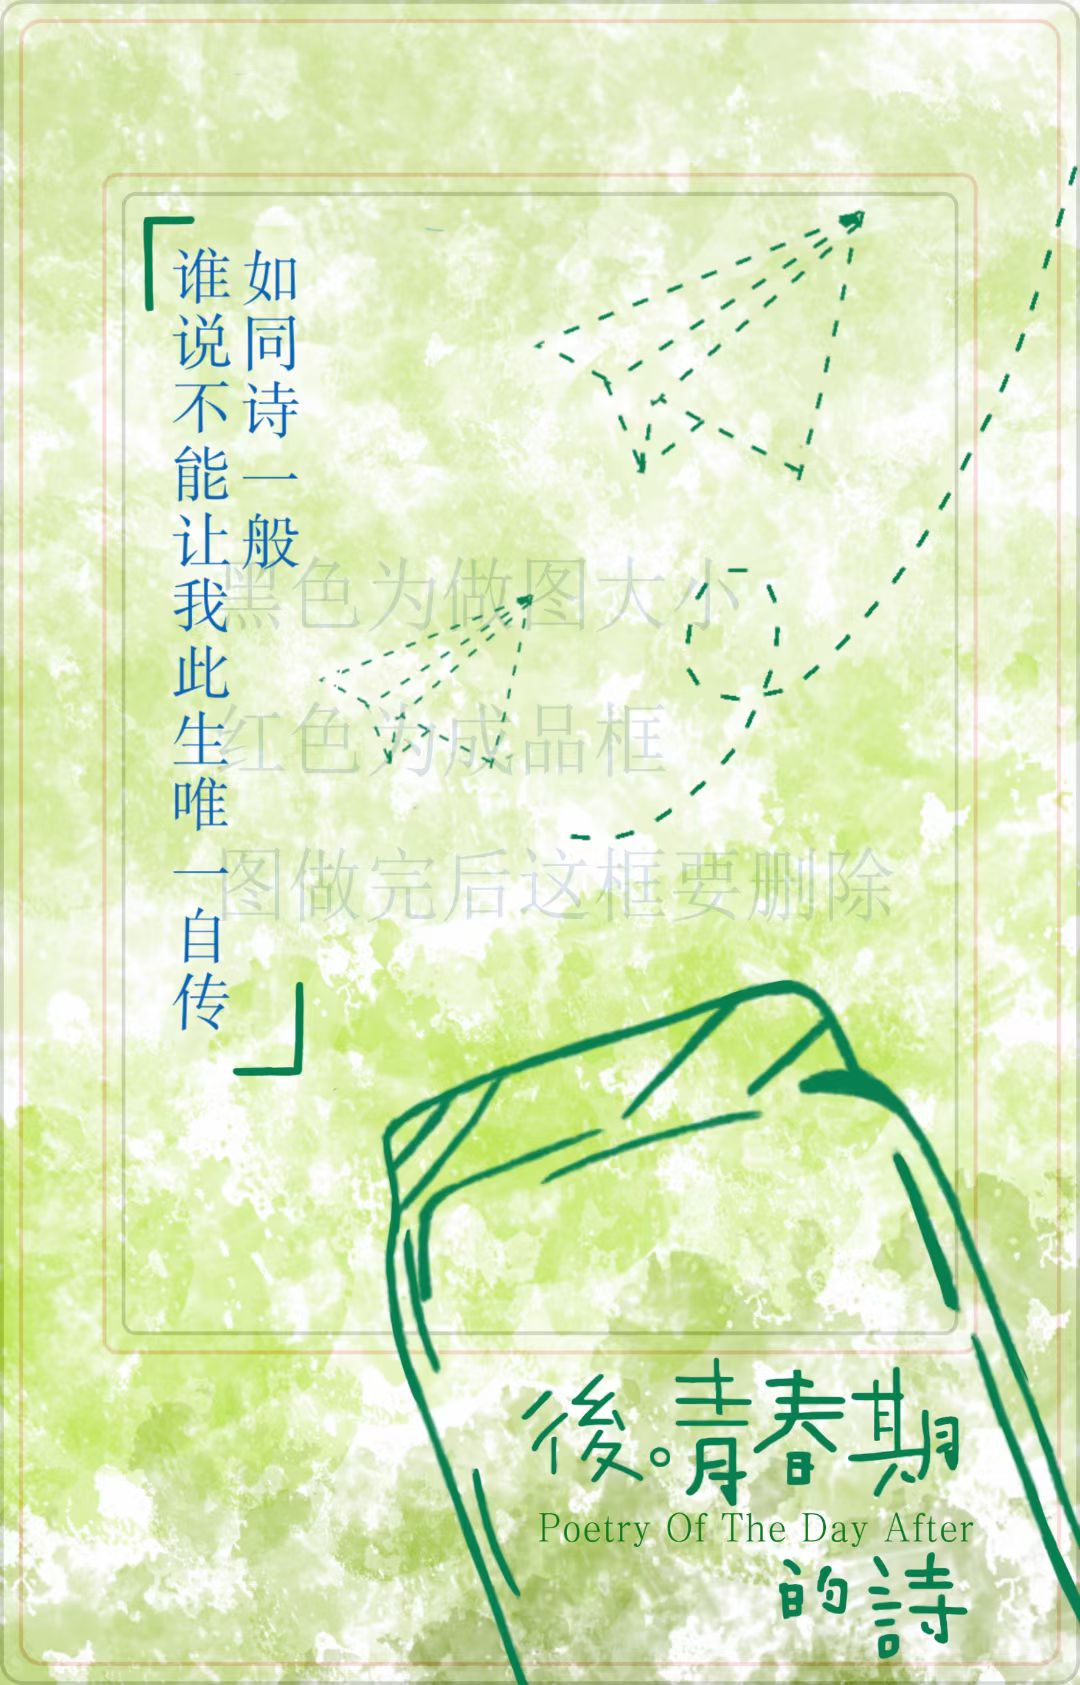 如同诗一般
谁说不能让我此生唯一自传
黑色为做图大小
红色为成品框
图做完后这框要删除
後。青春期
Poetry Of The Day After
的詩